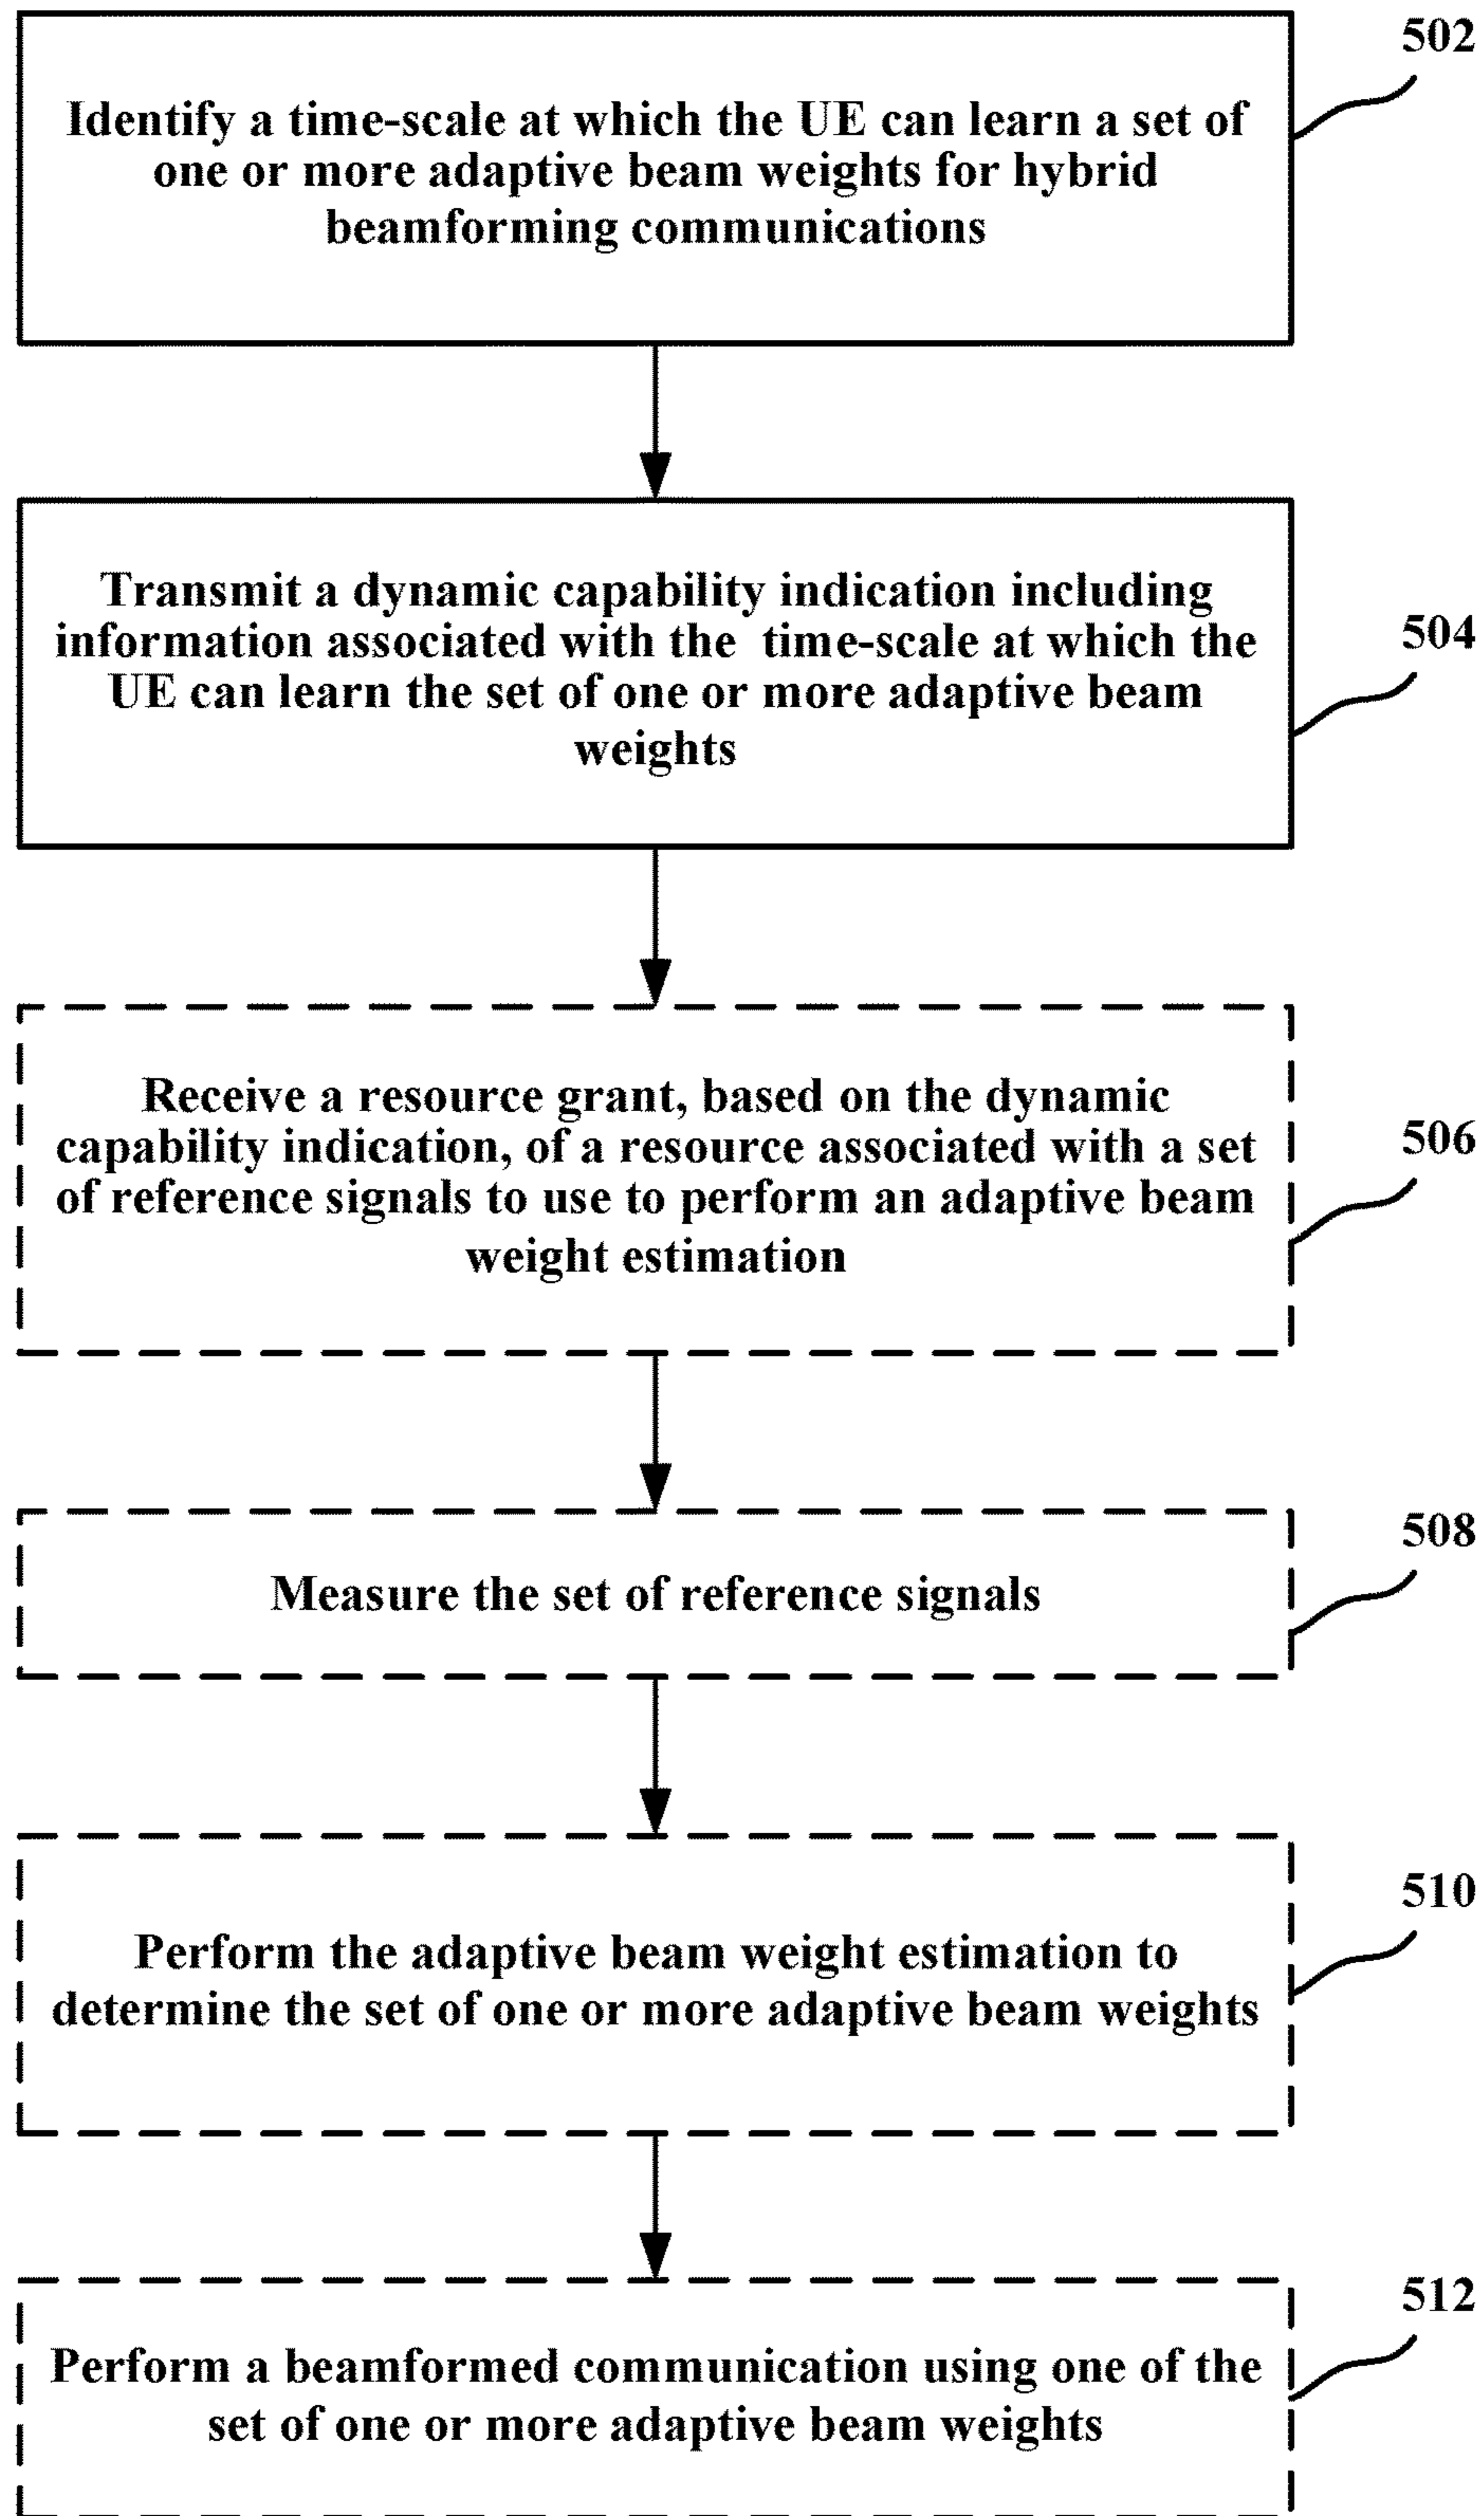 502
Identify a time-scale at which the UE can learn a set of
one or more adaptive beam weights for hybrid
beamforming communications
Transmit a dynamic capability indication including
information associated with the time-scale at which the
UE can learn the set of one or more adaptive beam
weights
504
Receive a resource grant, based on the dynamic
capability indication, of a resource associated with a set
of reference signals to use to perform an adaptive beam
weight estimation
506
508
Measure the set of reference signals
510
Perform the adaptive beam weight estimation to
determine the set of one or more adaptive beam weights
512
Perform a beamformed communication using one of the
set of one or more adaptive beam weights